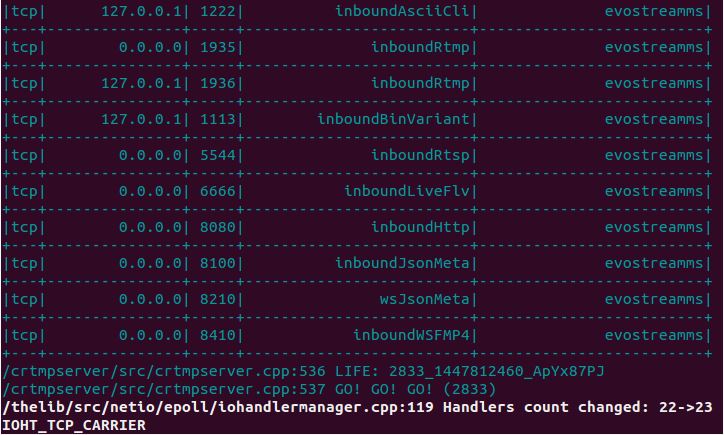 |tcp|      127.0.0.1| 1222|          inboundAsciiCli|              evostreamms|
+---+---------------+-----+-------------------------+-------------------------+
|tcp|        0.0.0.0| 1935|              inboundRtmp|              evostreamms|
+---+---------------+-----+-------------------------+-------------------------+
|tcp|      127.0.0.1| 1936|              inboundRtmp|              evostreamms|
+---+---------------+-----+-------------------------+-------------------------+
|tcp|      127.0.0.1| 1113|        inboundBinVariant|              evostreamms|
+---+---------------+-----+-------------------------+-------------------------+
|tcp|        0.0.0.0| 5544|              inboundRtsp|              evostreamms|
+---+---------------+-----+-------------------------+-------------------------+
|tcp|        0.0.0.0| 6666|           inboundLiveFlv|              evostreamms|
+---+---------------+-----+-------------------------+-------------------------+
|tcp|        0.0.0.0| 8080|              inboundHttp|              evostreamms|
+---+---------------+-----+-------------------------+-------------------------+
|tcp|        0.0.0.0| 8100|          inboundJsonMeta|              evostreamms|
+---+---------------+-----+-------------------------+-------------------------+
|tcp|        0.0.0.0| 8210|               wsJsonMeta|              evostreamms|
+---+---------------+-----+-------------------------+-------------------------+
|tcp|        0.0.0.0| 8410|            inboundWSFMP4|              evostreamms|
+---+---------------+-----+-------------------------+-------------------------+
/crtmpserver/src/crtmpserver.cpp:536 LIFE: 2833_1447812460_ApYx87PJ
/crtmpserver/src/crtmpserver.cpp:537 GO! GO! GO! (2833)
/thelib/src/netio/epoll/iohandlermanager.cpp:119 Handlers count changed: 22->23
IOHT_TCP_CARRIER